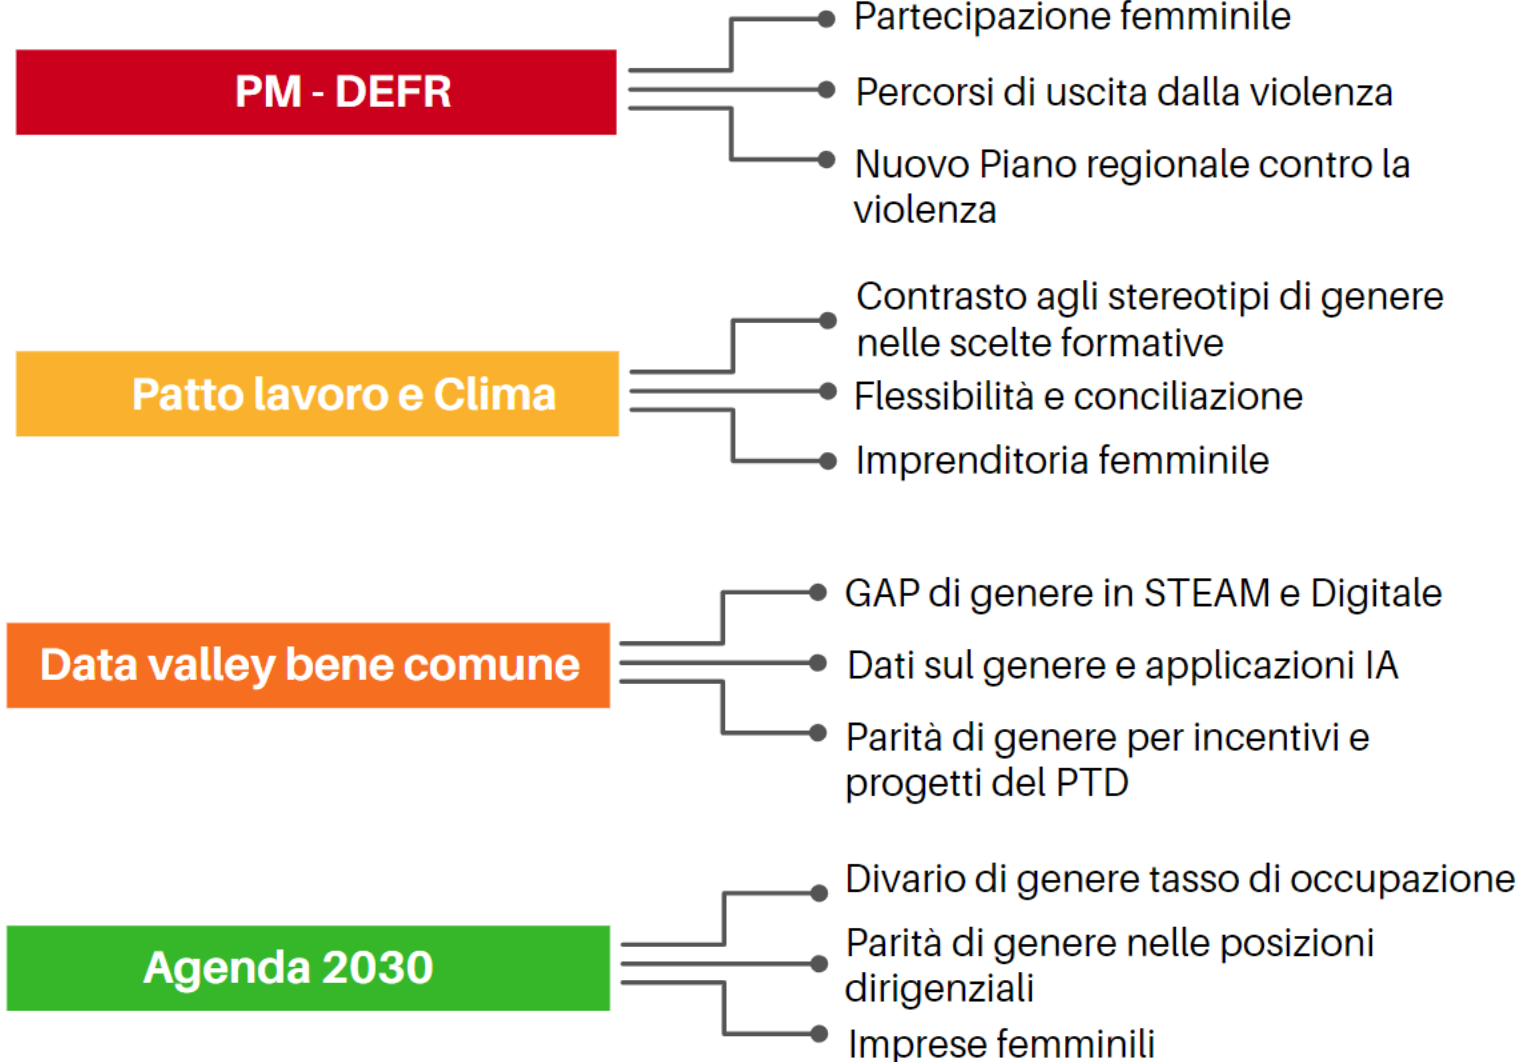 PM - DEFR
Partecipazione femminile
Percorsi di uscita dalla violenza
Nuovo Piano regionale contro la
violenza
Patto lavoro e Clima
Contrasto agli stereotipi di genere
nelle scelte formative
Flessibilità e conciliazione
Imprenditoria femminile
Data valley bene comune
GAP di genere in STEAM e Digitale
Dati sul genere e applicazioni IA
Parità di genere per incentivi e
progetti del PTD
Agenda 2030
Divario di genere tasso di occupazione
Parità di genere nelle posizioni
dirigenziali
Imprese femminili